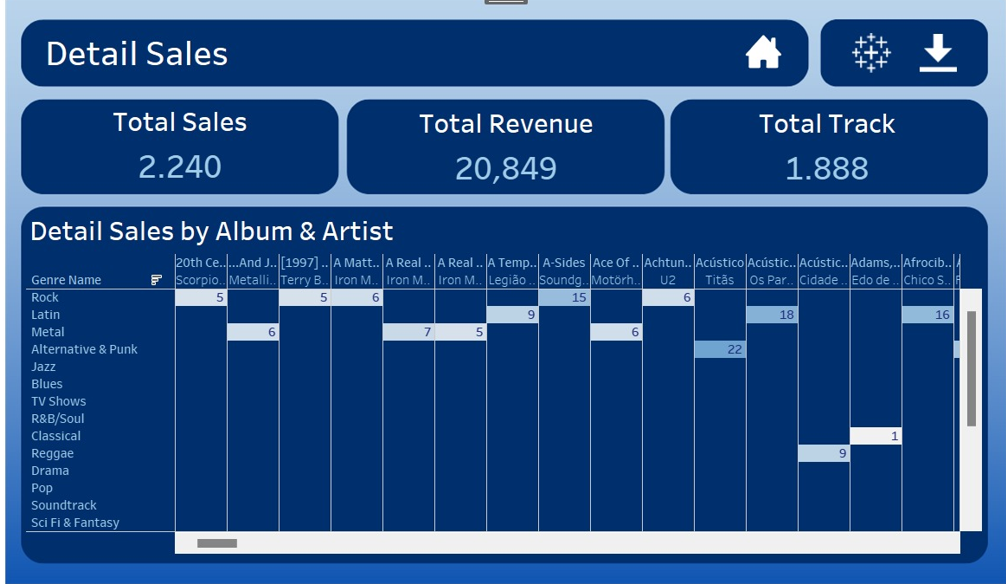 Detail Sales
Total Sales
2.240
Total Revenue
20,849
Total Track
1.888
Detail Sales by Album & Artist
20th Ce.. ...And J.. [1997] .. A Matt.. A Real .. A Real .. A Temp.. A-Sides Ace Of .. Achtun.. Acústico Acústic.. Acústic.. Adams,.. Afrocib.. A
Genre Name Scorpio.. Metalli.. Terry B.. Iron M.. Iron M.. Iron M.. Legião .. Soundg.. Motörh.. U2 Titãs Os Par.. Cidade .. Edo de .. Chico S..
Rock 5 5 6 15 6
Latin 9 18 16
Metal 6 7 5 6
Alternative & Punk 22
Jazz
Blues
TV Shows
R&B/Soul
Classical 1
Reggae 9
Drama
Pop
Soundtrack
Sci Fi & Fantasy